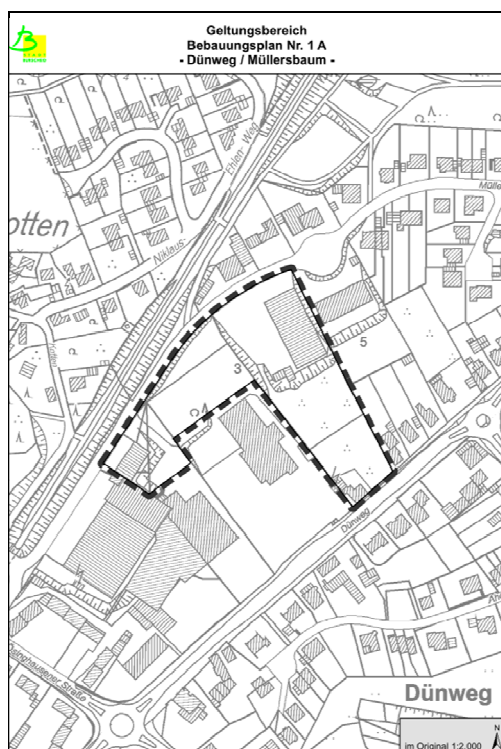 Geltungsbereich
Bebauungsplan Nr. 1 A
- Dünweg / Müllersbaum -
Ehlen - Weg
Mülle
otten
Niklaus-
5
3
Dünweg
Straße
Dünweg
N
im Original 1:2.000